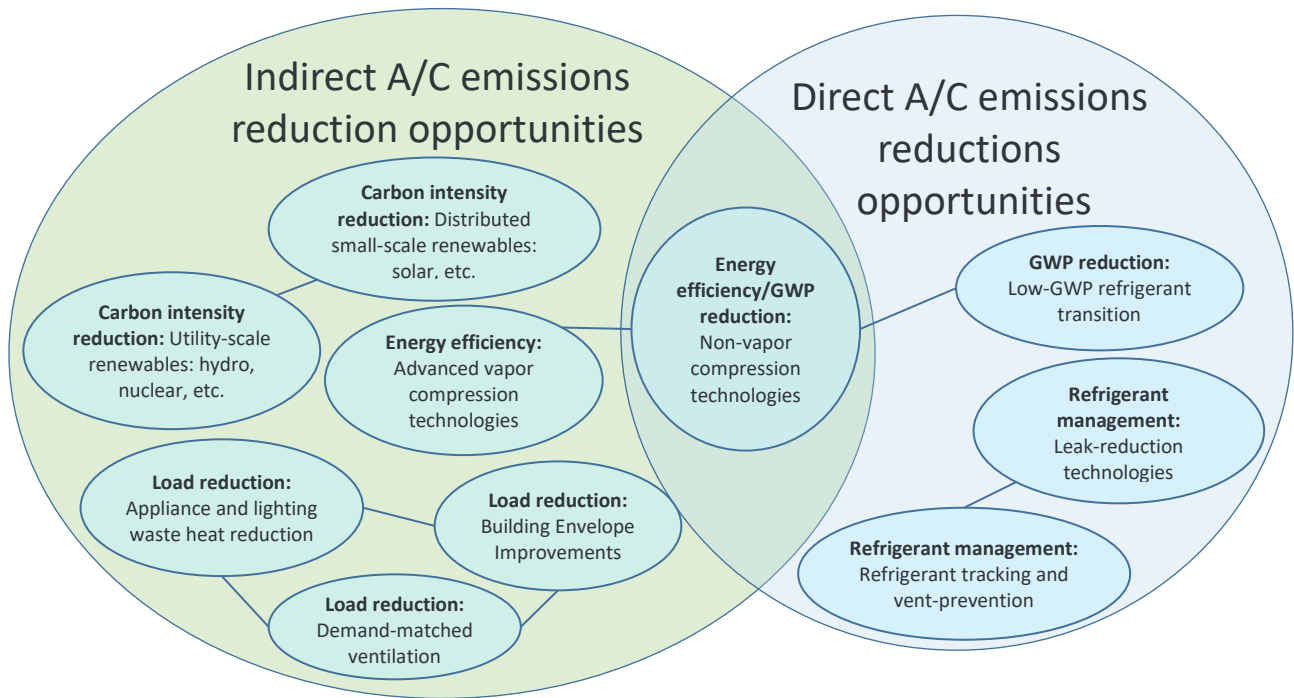 Indirect A/C emissions
reduction opportunities
Direct A/C emissions
reductions
opportunities
Carbon intensity
reduction: Distributed
small-scale renewables:
solar, etc.
Carbon intensity
reduction: Utility-scale
renewables: hydro,
nuclear, etc.
Energy efficiency:
Advanced vapor
compression
technologies
Energy
efficiency/GWP
reduction:
Non-vapor
compression
technologies
GWP reduction:
Low-GWP refrigerant
transition
Refrigerant
management:
Leak-reduction
technologies
Load reduction:
Appliance and lighting
waste heat reduction
Load reduction:
Building Envelope
Improvements
Refrigerant management:
Refrigerant tracking and
vent-prevention
Load reduction:
Demand-matched
ventilation